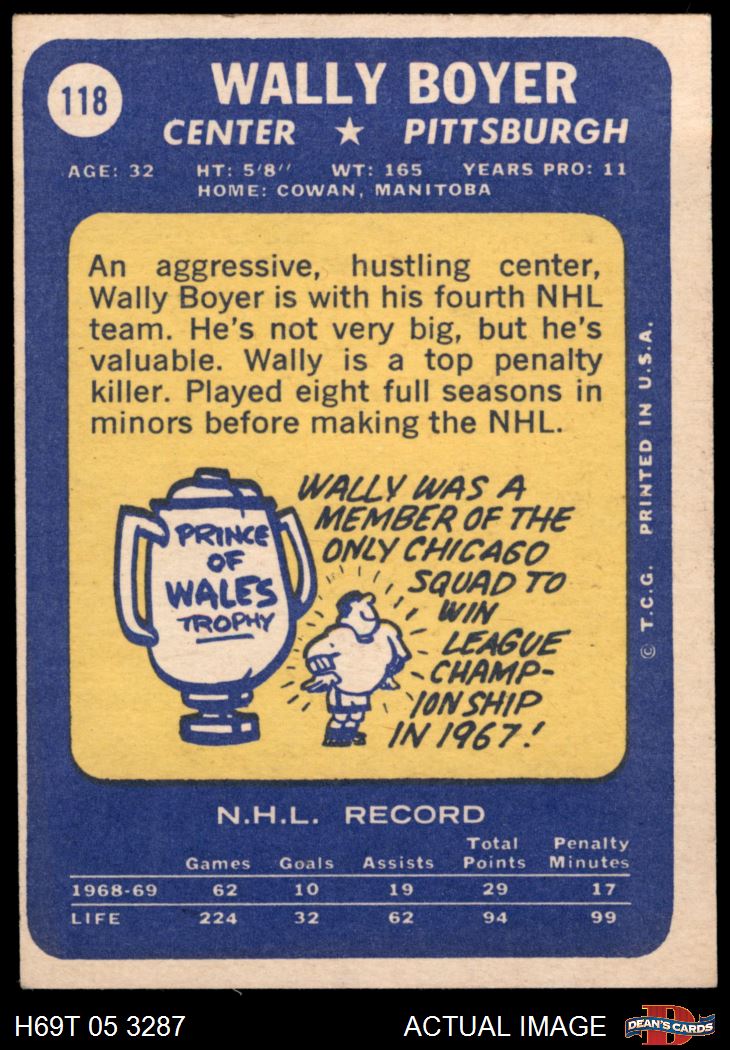 118
WALLY BOYER
CENTER ★ PITTSBURGH
AGE: 32 HT: 5'8'' WT: 165 YEARS PRO: 11
HOME: COWAN, MANITOBA
An aggressive, hustling center,
Wally Boyer is with his fourth NHL
team. He's not very big, but he's
valuable. Wally is a top penalty
killer. Played eight full seasons in
minors before making the NHL.
PRINCE
OF
WALES
TROPHY
WALLY WAS A
MEMBER OF THE
ONLY CHICAGO
SQUAD TO
WIN
LEAGUE
CHAMP-
IONSHIP
IN 1967!
© T.C.G. PRINTED IN U.S.A.
N.H.L. RECORD
Games Goals Assists Total Points Penalty Minutes
1968-69 62 10 19 29 17
LIFE 224 32 62 94 99
H69T 05 3287 ACTUAL IMAGE
D
DEAN'S CARDS